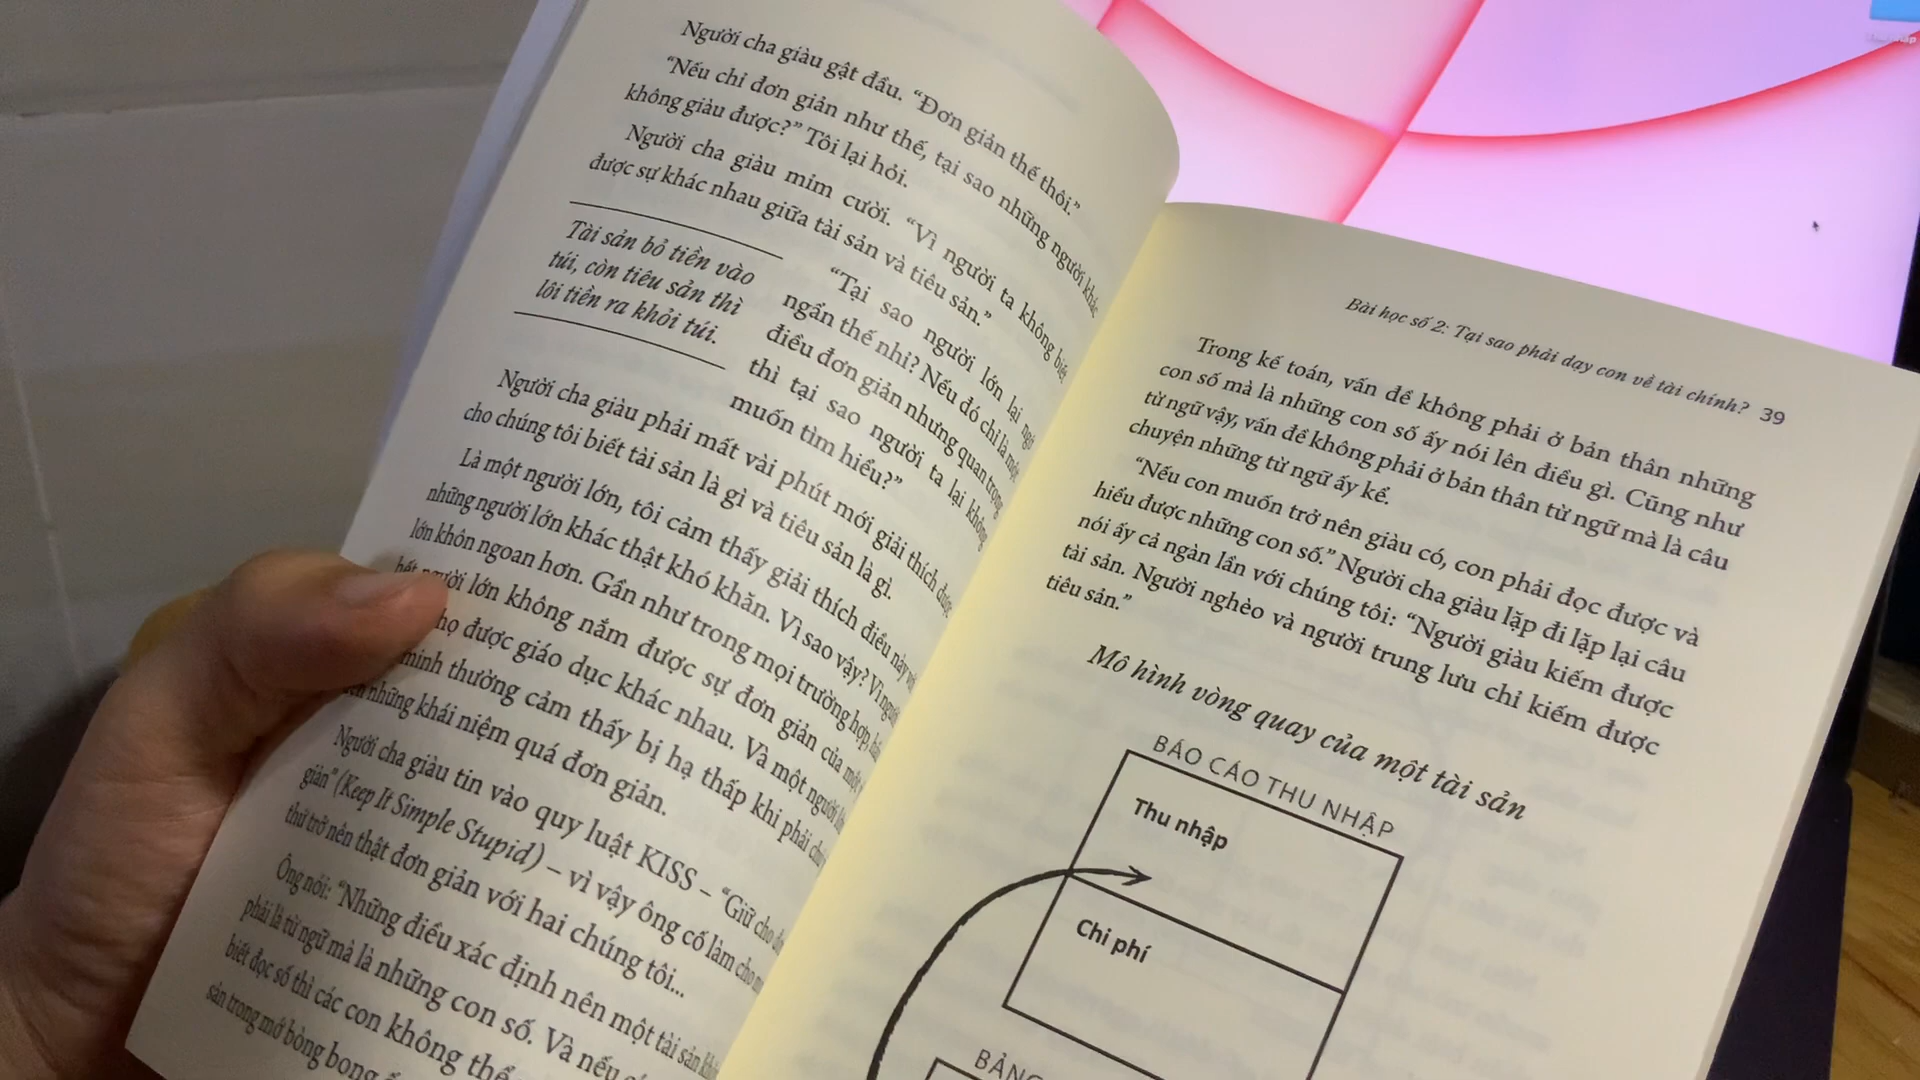 Người cha giàu gật đầu. “Đơn giản thế thôi.”
“Nếu chỉ đơn giản như thế, tại sao những người khác
không giàu được?” Tôi lại hỏi.
Người cha giàu mỉm cười. “Vì người ta không biết
được sự khác nhau giữa tài sản và tiêu sản.”
Tài sản bỏ tiền vào
túi, còn tiêu sản thì
lôi tiền ra khỏi túi.
“Tại sao người lớn lại ngớ
ngẩn thế nhỉ? Nếu đó chỉ là một
điều đơn giản nhưng quan trọng
thì tại sao người ta lại không
muốn tìm hiểu?”
Người cha giàu phải mất vài phút mới giải thích được
cho chúng tôi biết tài sản là gì và tiêu sản là gì.
Là một người lớn, tôi cảm thấy giải thích điều này với
những người lớn khác thật khó khăn. Vì sao vậy? Vì người
lớn khôn ngoan hơn. Gần như trong mọi trường hợp, hầu
hết người lớn không nắm được sự đơn giản của một
họ được giáo dục khác nhau. Và một người lớn
minh thường cảm thấy bị hạ thấp khi phải
những khái niệm quá đơn giản.
Người cha giàu tin vào quy luật KISS – “Giữ cho
giản” (Keep It Simple Stupid) – vì vậy ông cố làm cho
thứ trở nên thật đơn giản với hai chúng tôi...
Ông nói: “Những điều xác định nên một tài sản
phải là từ ngữ mà là những con số. Và nếu
biết đọc số thì các con không thể
sản trong mớ bòng bong
Bài học số 2: Tại sao phải dạy con về tài chính? 39
Trong kế toán, vấn đề không phải ở bản thân những
con số mà là những con số ấy nói lên điều gì. Cũng như
từ ngữ vậy, vấn đề không phải ở bản thân từ ngữ mà là câu
chuyện những từ ngữ ấy kể.
“Nếu con muốn trở nên giàu có, con phải đọc được và
hiểu được những con số.” Người cha giàu lặp đi lặp lại câu
nói ấy cả ngàn lần với chúng tôi: “Người giàu kiếm được
tài sản. Người nghèo và người trung lưu chỉ kiếm được
tiêu sản.”
Mô hình vòng quay của một tài sản
BÁO CÁO THU NHẬP
Thu nhập
Chi phí
BẢNG